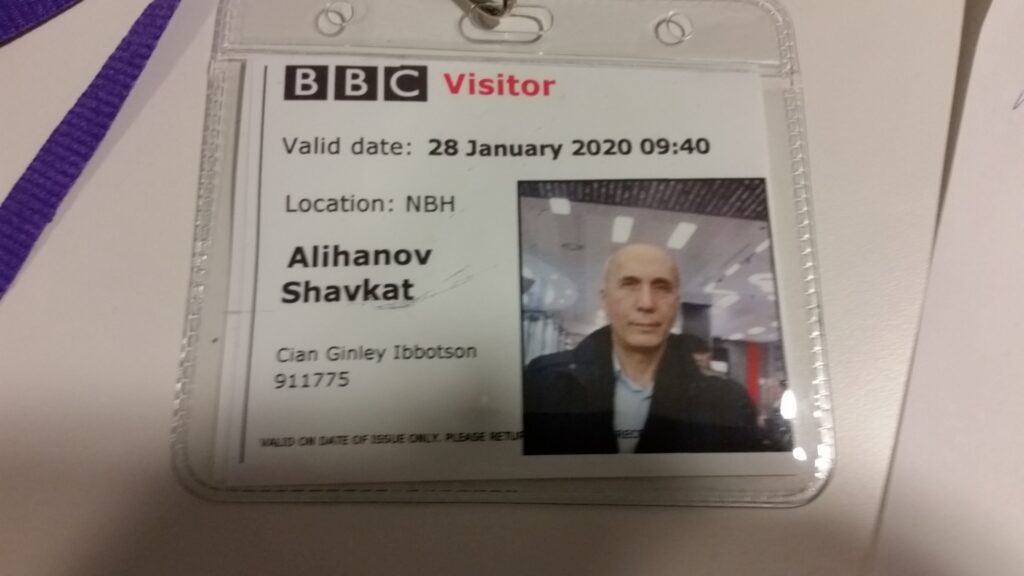 BBC Visitor
Valid date: 28 January 2020 09:40
Location: NBH
Alihanov
Shavkat
Cian Ginley Ibbotson
911775
VALID ON DATE OF ISSUE ONLY. PLEASE